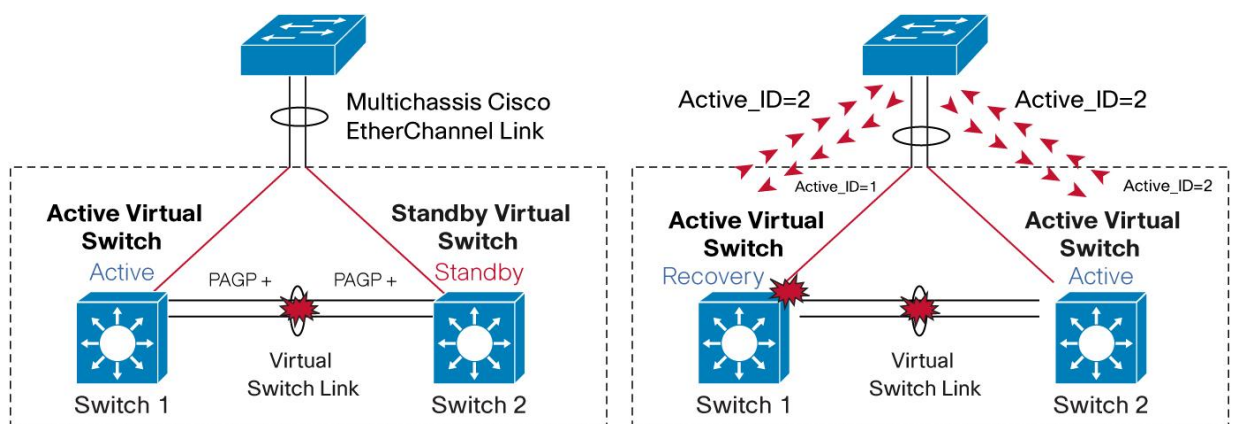 Multichassis Cisco
EtherChannel Link
Active Virtual
Switch
Active
Standby Virtual
Switch
Standby
PAGP +
PAGP +
Virtual
Switch Link
Switch 1
Switch 2
Active_ID=2
Active_ID=2
Active_ID=1
Active_ID=2
Active Virtual
Switch
Recovery
Active Virtual
Switch
Active
Virtual
Switch Link
Switch 1
Switch 2